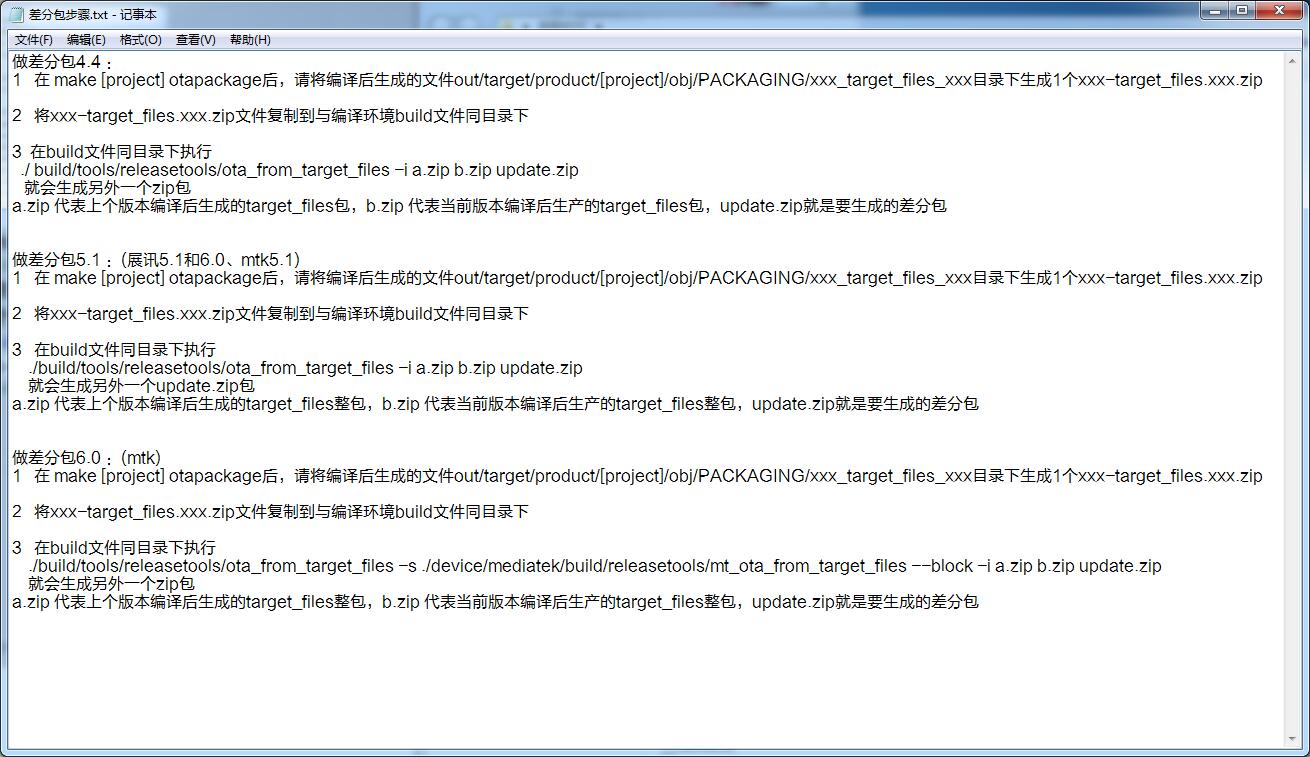 差分包步骤.txt - 记事本
文件(F) 编辑(E) 格式(O) 查看(V) 帮助(H)
做差分包4.4：
1 在 make [project] otapackage后，请将编译后生成的文件out/target/product/[project]/obj/PACKAGING/xxx_target_files_xxx目录下生成1个xxx-target_files.xxx.zip
2 将xxx-target_files.xxx.zip文件复制到与编译环境build文件同目录下
3 在build文件同目录下执行
./ build/tools/releasetools/ota_from_target_files -i a.zip b.zip update.zip
就会生成另外一个zip包
a.zip 代表上个版本编译后生成的target_files包，b.zip 代表当前版本编译后生产的target_files包，update.zip就是要生成的差分包
做差分包5.1：(展讯5.1和6.0、mtk5.1)
1 在 make [project] otapackage后，请将编译后生成的文件out/target/product/[project]/obj/PACKAGING/xxx_target_files_xxx目录下生成1个xxx-target_files.xxx.zip
2 将xxx-target_files.xxx.zip文件复制到与编译环境build文件同目录下
3 在build文件同目录下执行
./build/tools/releasetools/ota_from_target_files -i a.zip b.zip update.zip
就会生成另外一个update.zip包
a.zip 代表上个版本编译后生成的target_files整包，b.zip 代表当前版本编译后生产的target_files整包，update.zip就是要生成的差分包
做差分包6.0：(mtk)
1 在 make [project] otapackage后，请将编译后生成的文件out/target/product/[project]/obj/PACKAGING/xxx_target_files_xxx目录下生成1个xxx-target_files.xxx.zip
2 将xxx-target_files.xxx.zip文件复制到与编译环境build文件同目录下
3 在build文件同目录下执行
./build/tools/releasetools/ota_from_target_files -s ./device/mediatek/build/releasetools/mt_ota_from_target_files --block -i a.zip b.zip update.zip
就会生成另外一个zip包
a.zip 代表上个版本编译后生成的target_files整包，b.zip 代表当前版本编译后生产的target_files整包，update.zip就是要生成的差分包